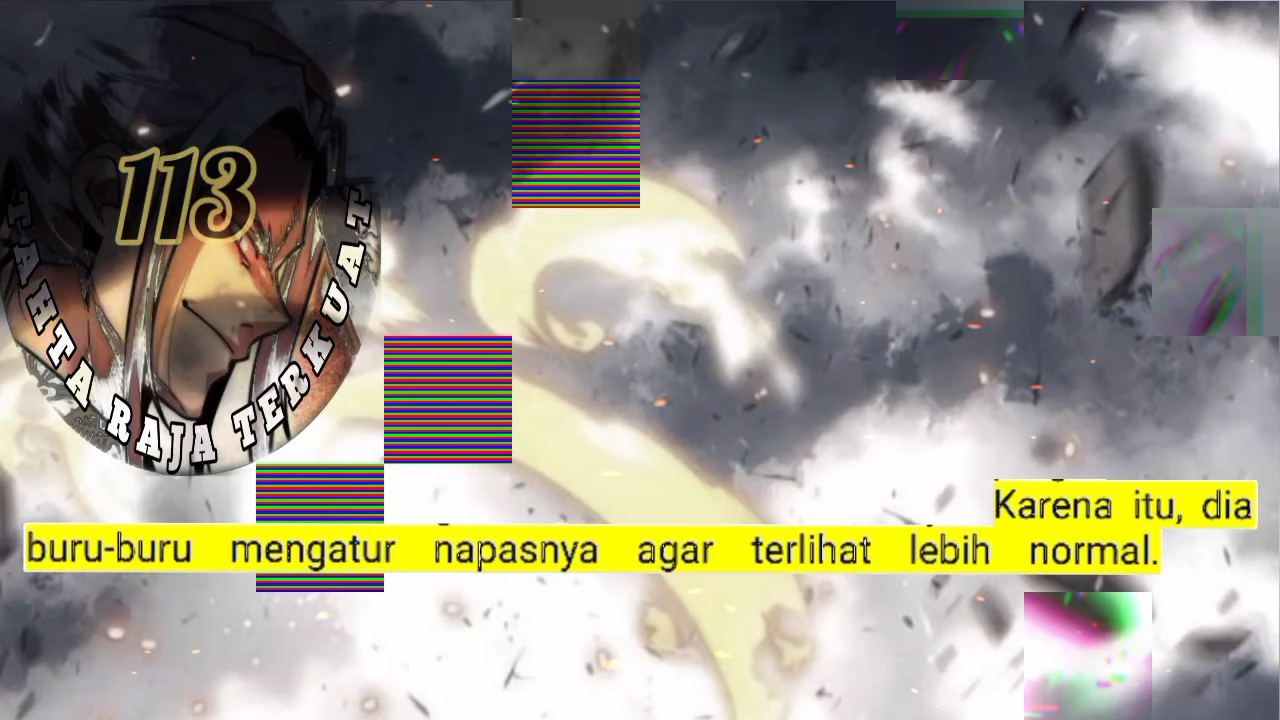 113
TAHTA RAJA TERKUAT
Karena itu, dia
buru-buru mengatur napasnya agar terlihat lebih normal.